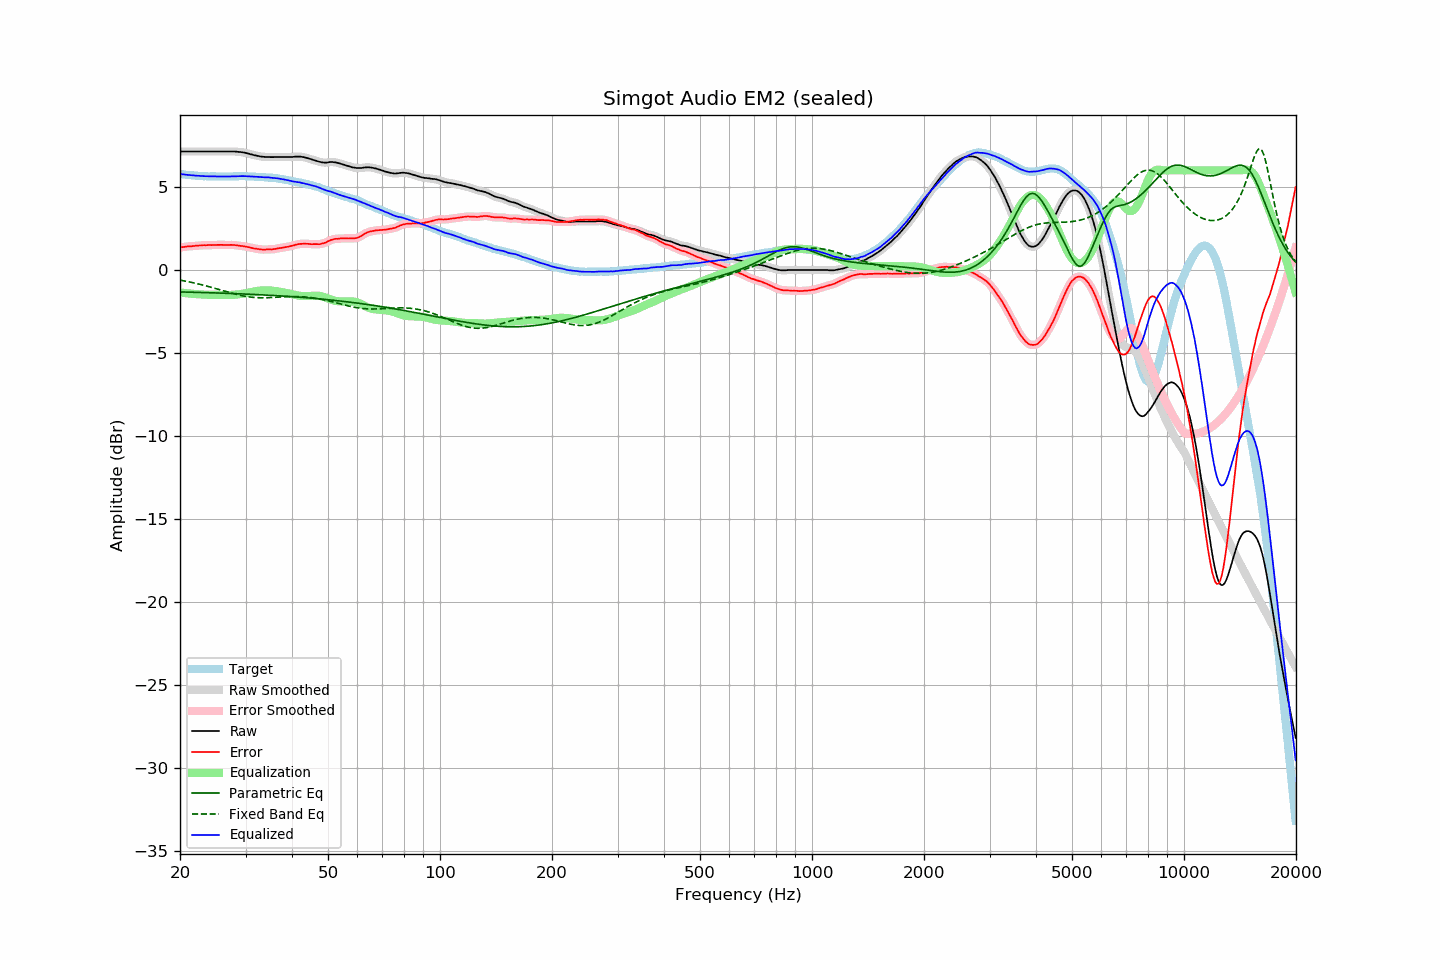 Simgot Audio EM2 (sealed)
5
0
−5
−10
−15
−20
−25
−30
−35
Amplitude (dBr)
Target
Raw Smoothed
Error Smoothed
Raw
Error
Equalization
Parametric Eq
Fixed Band Eq
Equalized
20 50 100 200 500 1000 2000 5000 10000 20000
Frequency (Hz)